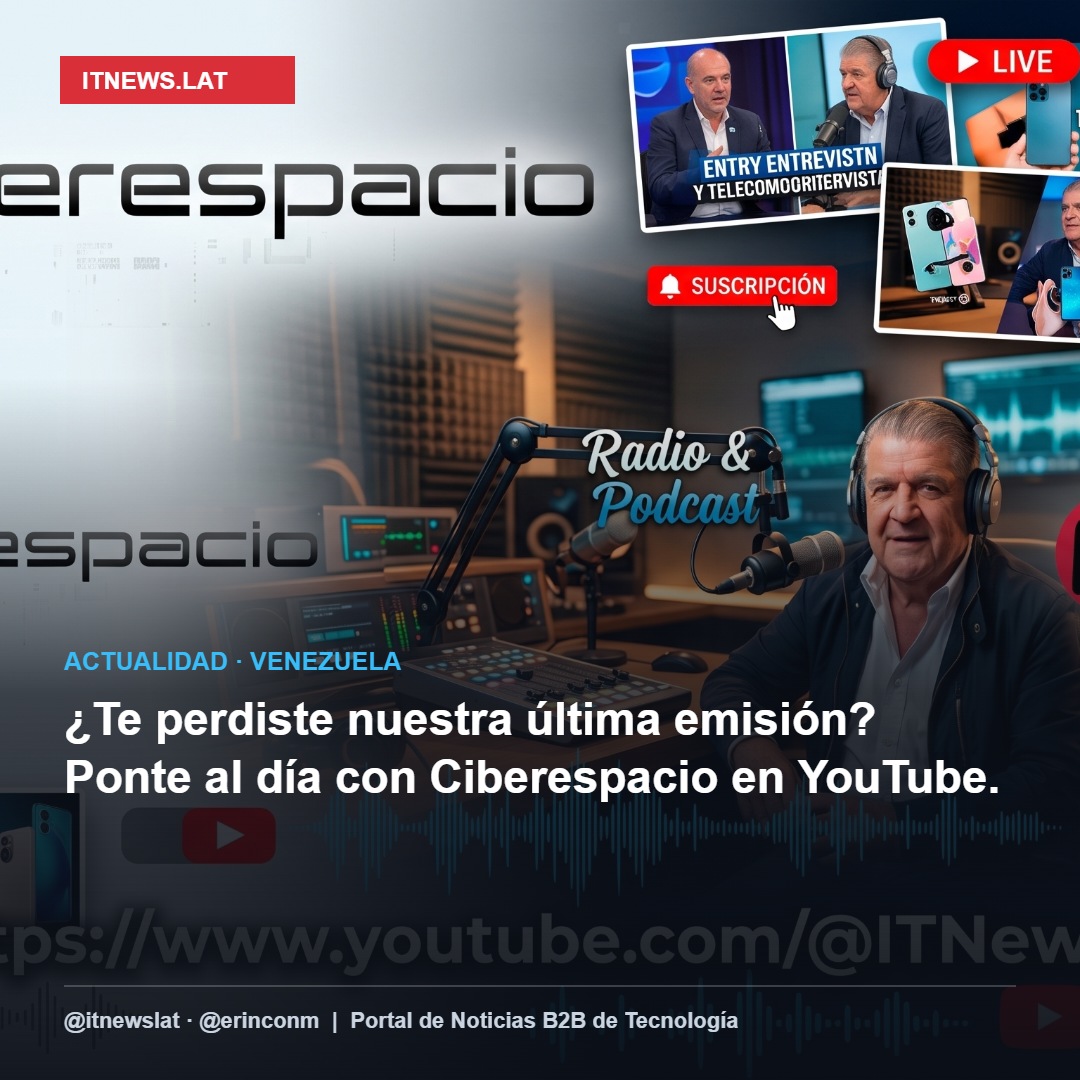 ITNEWS.LAT
LIVE
erespacio
ENTRY ENTREVISTN
Y TELECOMOORITERVISTA
SUSCRIPCIÓN
Radio &
Podcast
espacio
ACTUALIDAD · VENEZUELA
¿Te perdiste nuestra última emisión?
Ponte al día con Ciberespacio en YouTube.
tps://www.youtube.com/@ITNew
@itnewslat · @erinconm | Portal de Noticias B2B de Tecnología